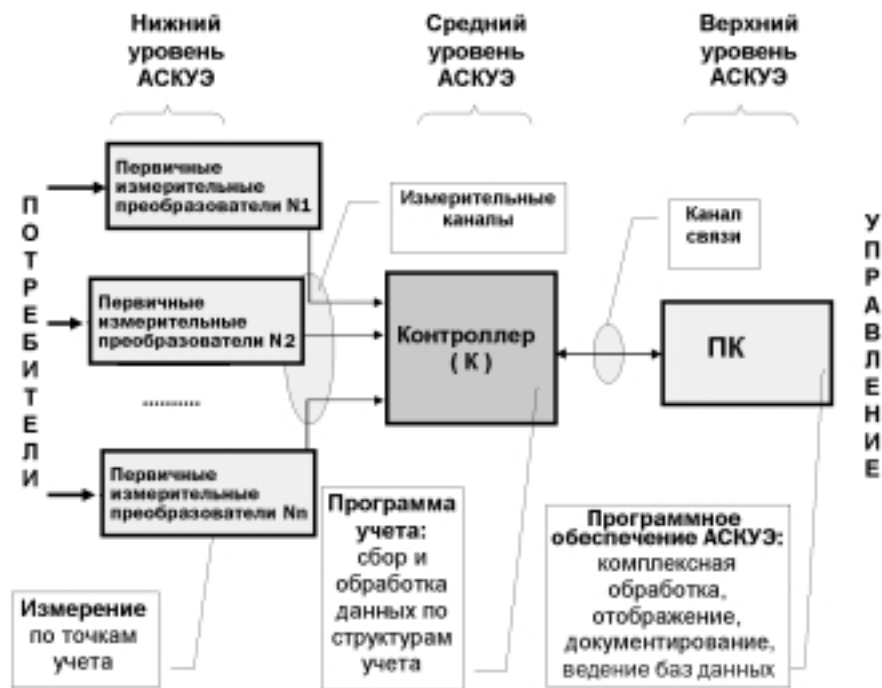 Нижний
уровень
АСКУЭ
Средний
уровень
АСКУЭ
Верхний
уровень
АСКУЭ
ПОТРЕБИТЕЛИ
Первичные
измерительные
преобразователи N1
Первичные
измерительные
преобразователи N2
..........
Первичные
измерительные
преобразователи Nn
Измерительные
каналы
Контроллер
( К )
Канал
связи
ПК
УПРАВЛЕНИЕ
Измерение
по точкам
учета
Программа
учета:
сбор и
обработка
данных по
структурам
учета
Программное
обеспечение АСКУЭ:
комплексная
обработка,
отображение,
документирование,
ведение баз данных